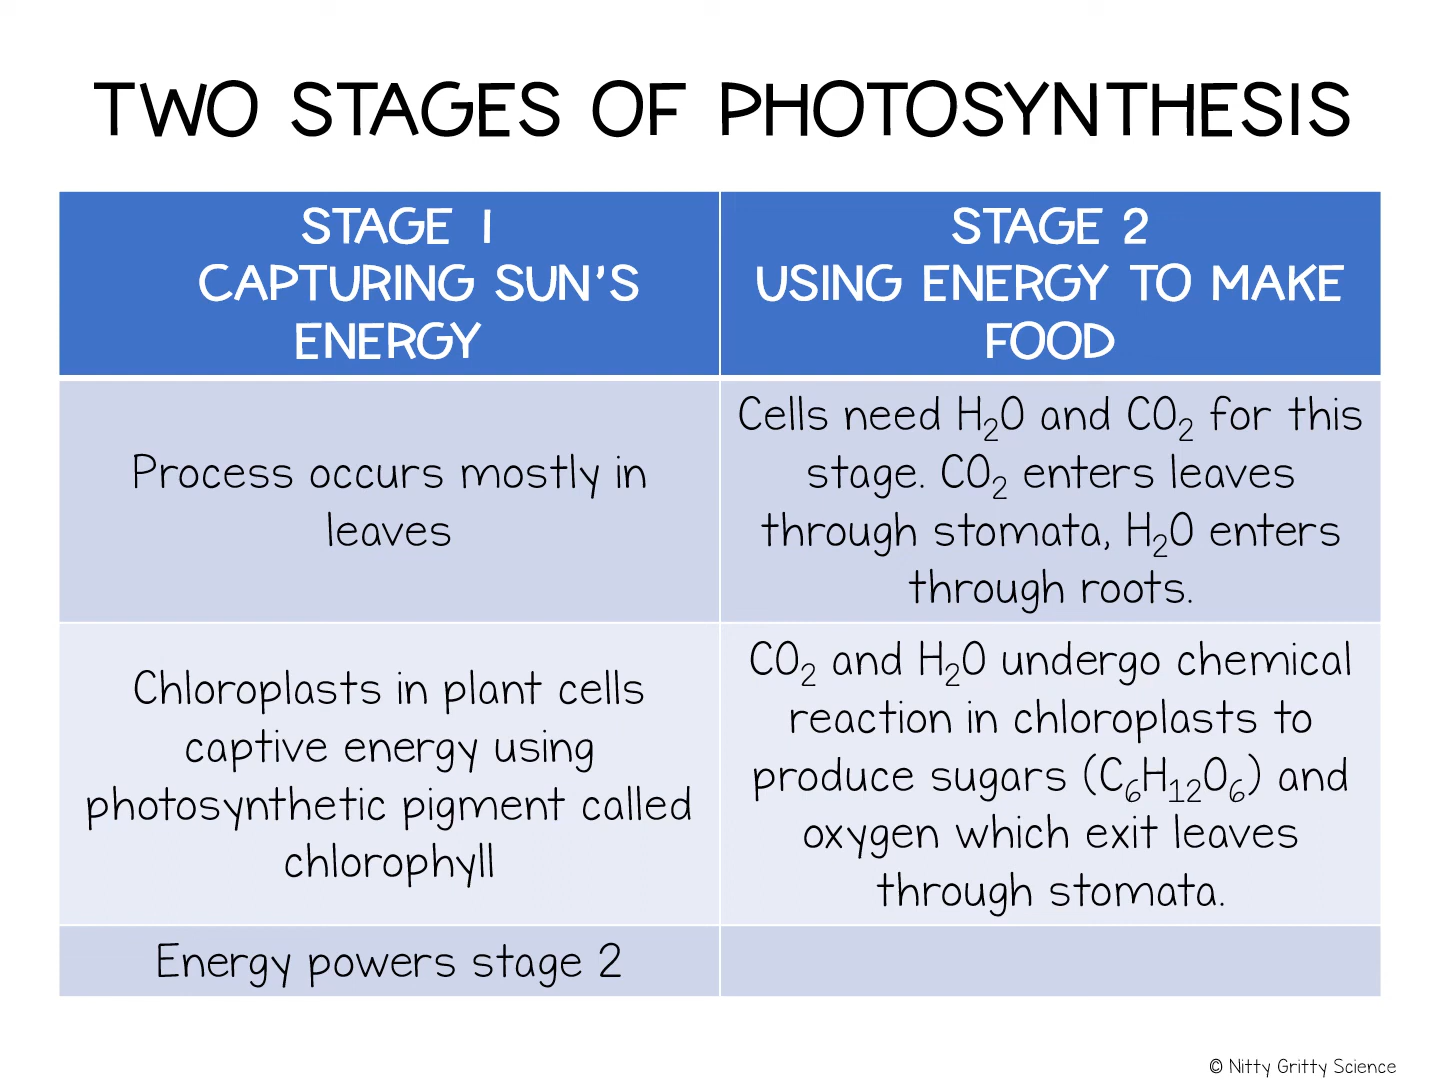 TWO STAGES OF PHOTOSYNTHESIS
STAGE 1
CAPTURING SUN'S
ENERGY
STAGE 2
USING ENERGY TO MAKE
FOOD
Process occurs mostly in
leaves
Cells need H₂O and CO₂ for this
stage. CO₂ enters leaves
through stomata, H₂O enters
through roots.
Chloroplasts in plant cells
captive energy using
photosynthetic pigment called
chlorophyll
CO₂ and H₂O undergo chemical
reaction in chloroplasts to
produce sugars (C₆H₁₂O₆) and
oxygen which exit leaves
through stomata.
Energy powers stage 2
© Nitty Gritty Science